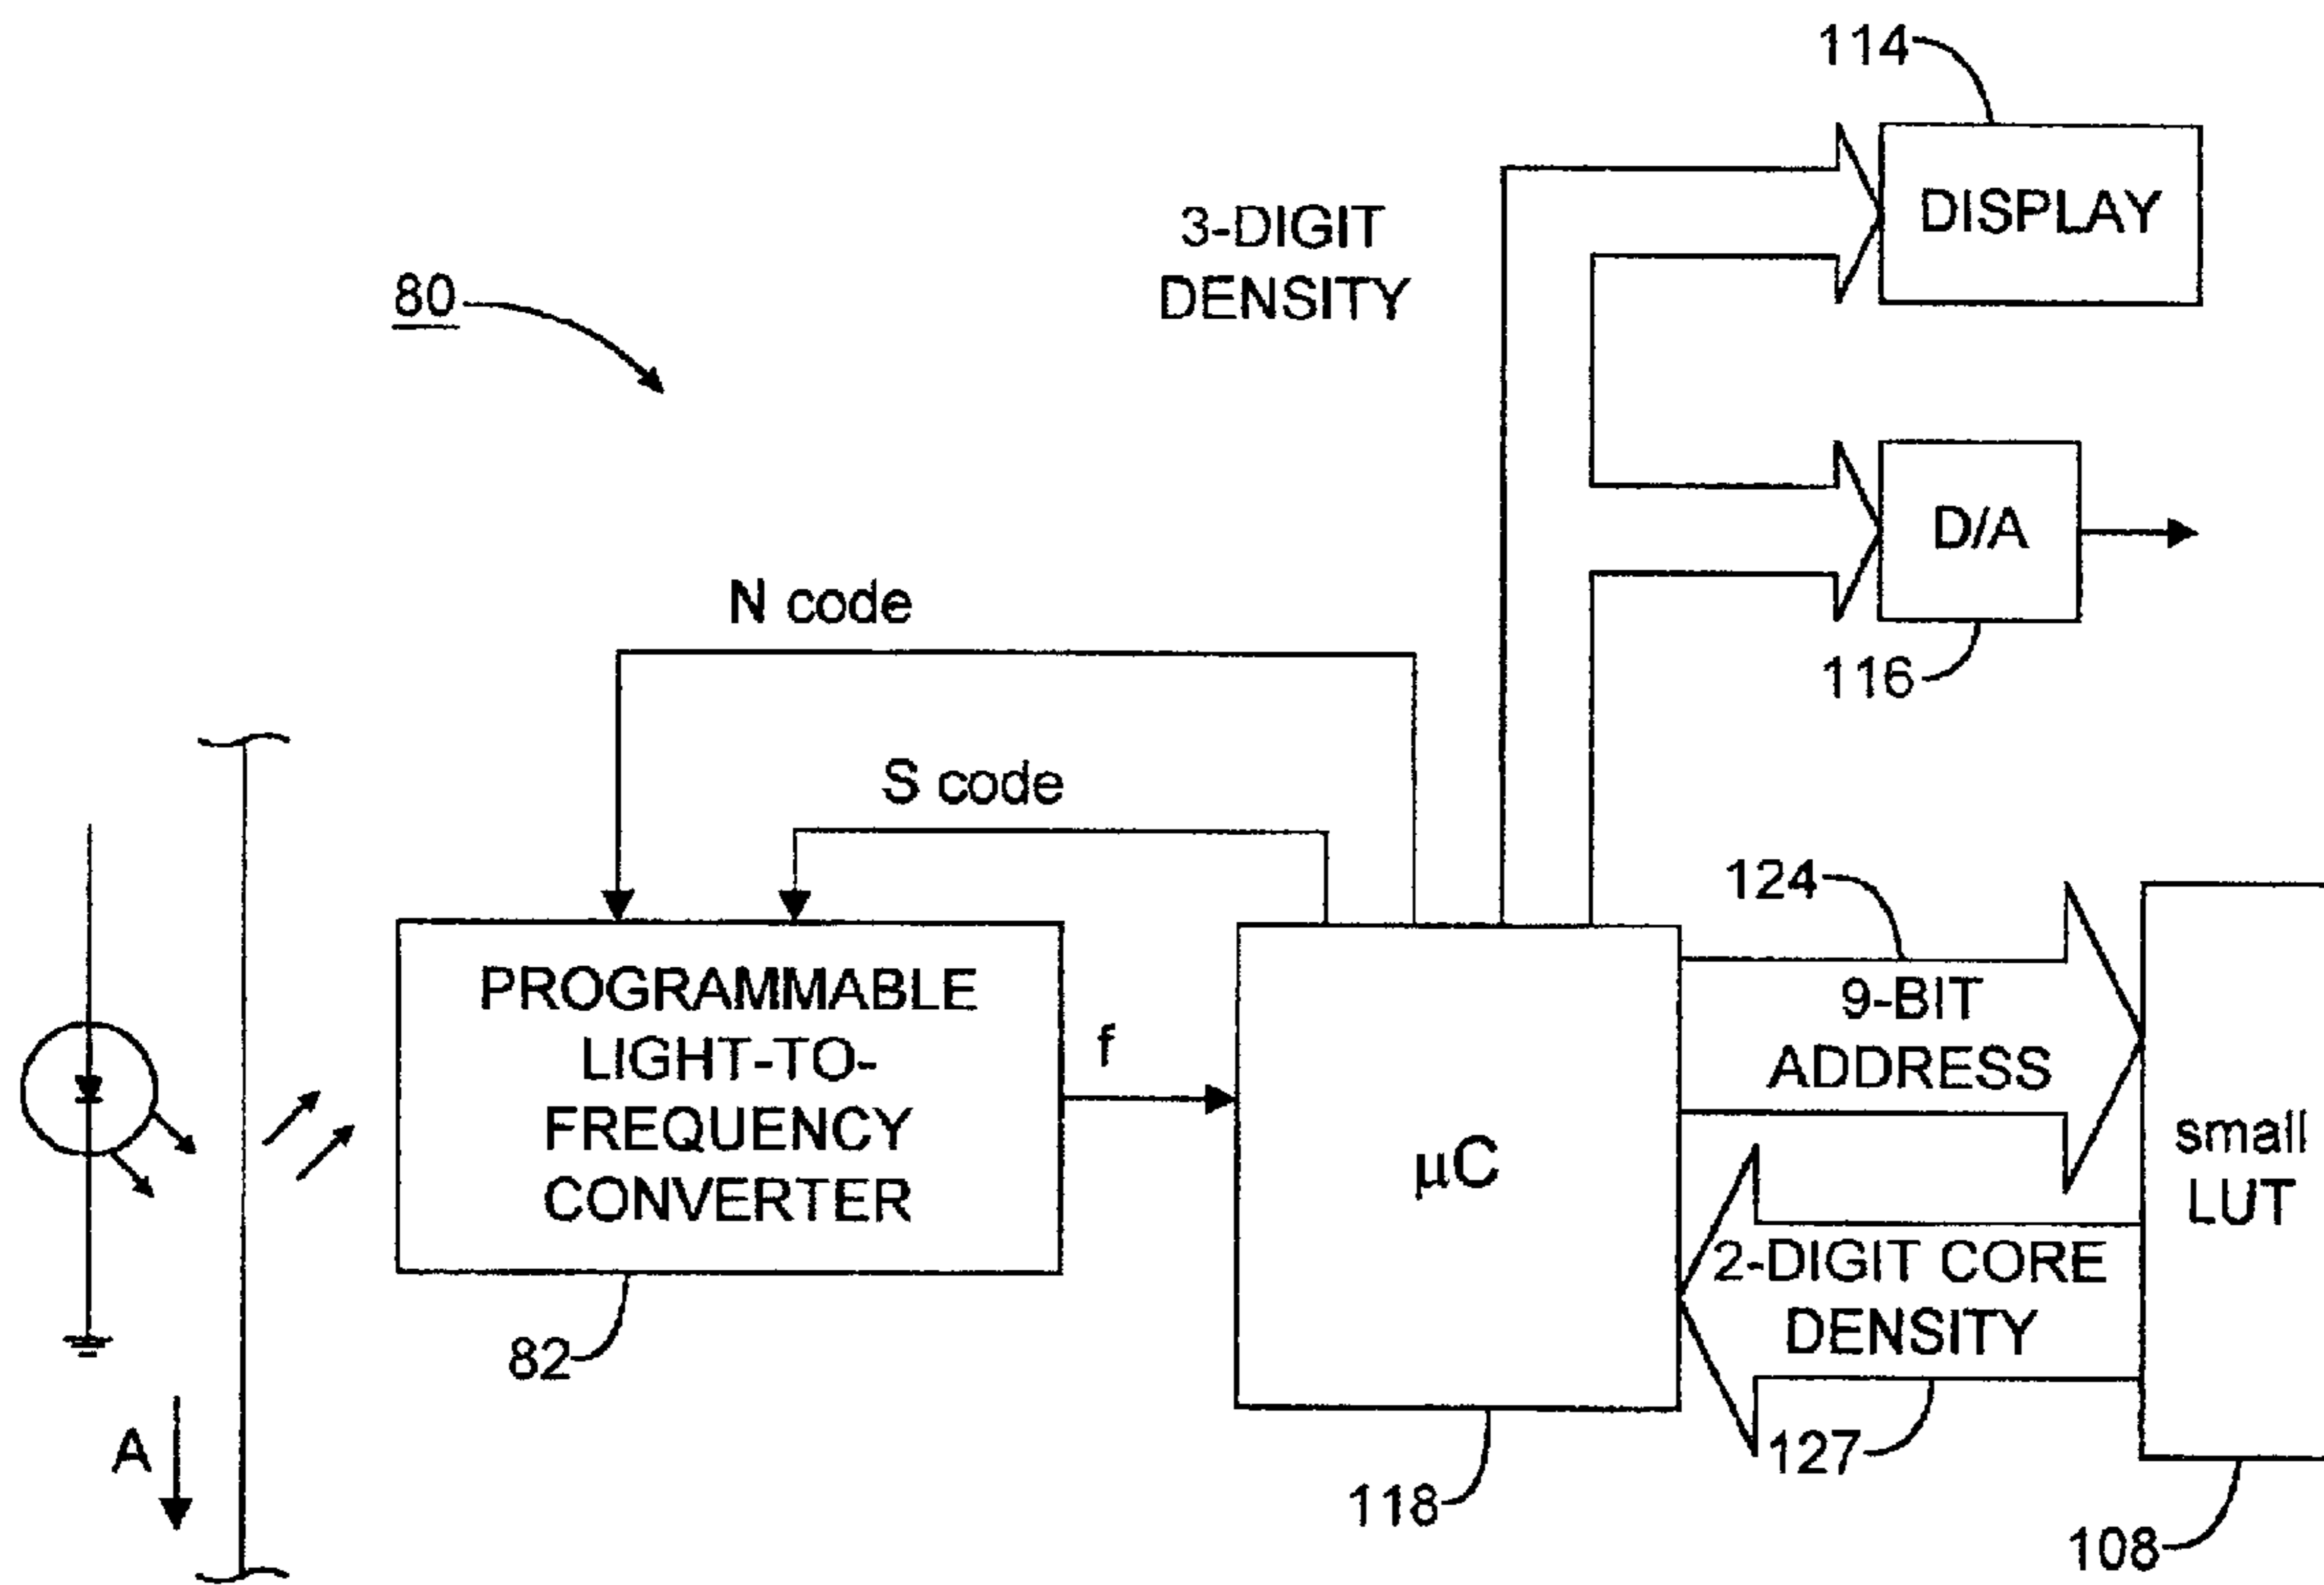 114
DISPLAY
3-DIGIT
DENSITY
80
D/A
116
N code
S code
124
PROGRAMMABLE
LIGHT-TO-
FREQUENCY
CONVERTER
f
9-BIT
ADDRESS
µC
small
LUT
2-DIGIT CORE
DENSITY
82
A
127
118
108